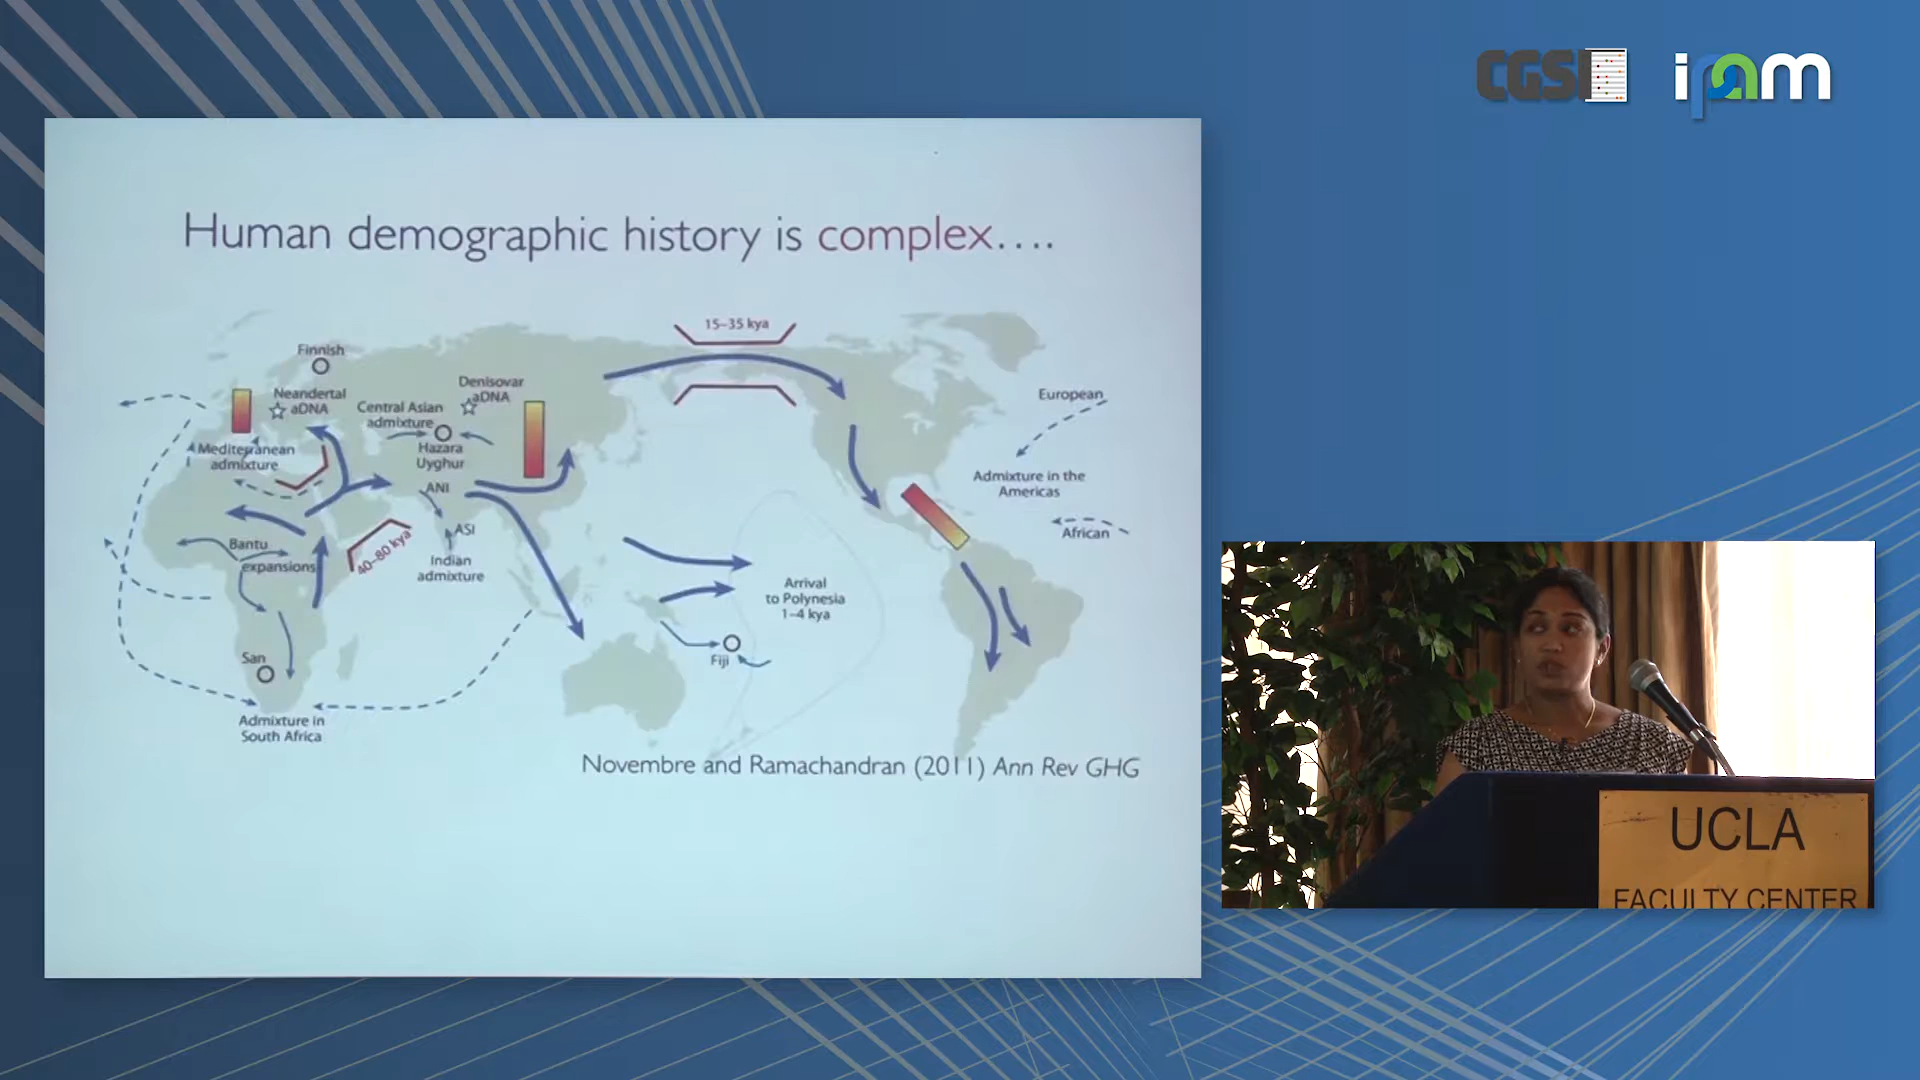 CGSI
ipam
Human demographic history is complex....
15–35 kya
Finnish
Neandertal
aDNA
Denisovan
aDNA
Central Asian
admixture
Hazara
Uyghur
Mediterranean
admixture
ANI
ASI
Indian
admixture
Bantu
expansions
40–80 kya
San
Admixture in
South Africa
Arrival
to Polynesia
1–4 kya
Fiji
European
Admixture in the
Americas
African
Novembre and Ramachandran (2011) Ann Rev GHG
UCLA
FACULTY CENTER